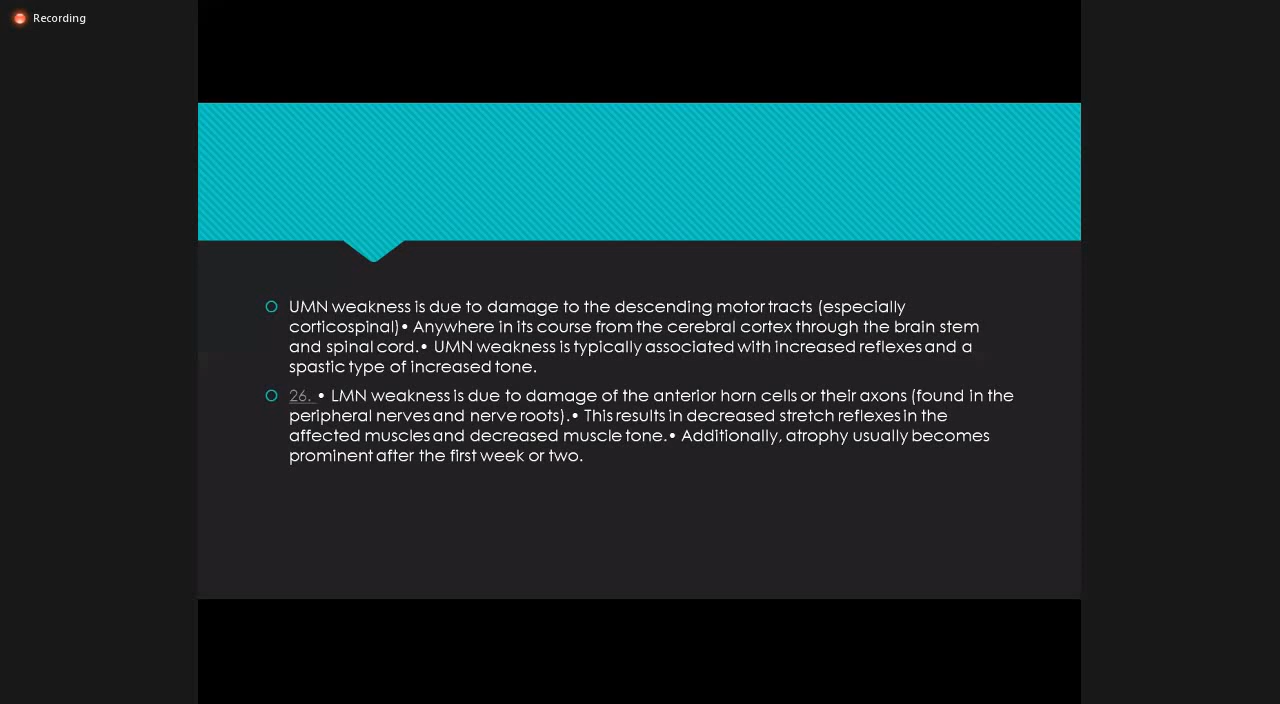 Recording
UMN weakness is due to damage to the descending motor tracts (especially
corticospinal)• Anywhere in its course from the cerebral cortex through the brain stem
and spinal cord.• UMN weakness is typically associated with increased reflexes and a
spastic type of increased tone.
26. • LMN weakness is due to damage of the anterior horn cells or their axons (found in the
peripheral nerves and nerve roots).• This results in decreased stretch reflexes in the
affected muscles and decreased muscle tone.• Additionally, atrophy usually becomes
prominent after the first week or two.